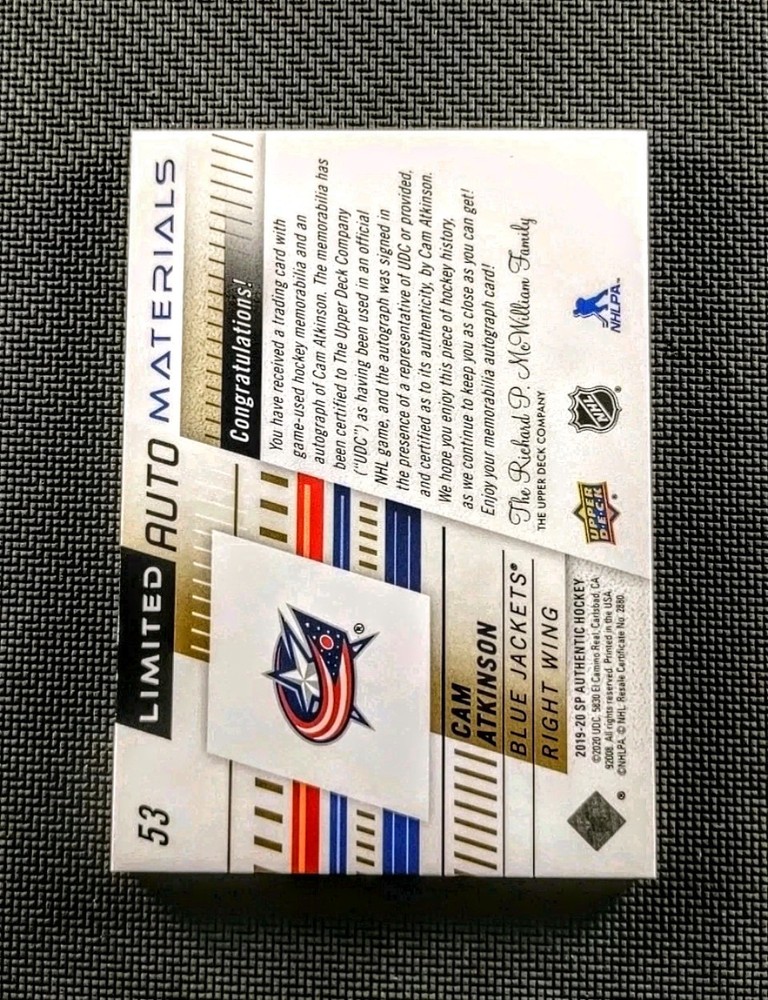 53
LIMITED AUTO MATERIALS
Congratulations!
You have received a trading card with
game-used hockey memorabilia and an
autograph of Cam Atkinson. The memorabilia has
been certified to The Upper Deck Company
("UDC") as having been used in an official
NHL game, and the autograph was signed in
the presence of a representative of UDC or provided,
and certified as to its authenticity, by Cam Atkinson.
We hope you enjoy this piece of hockey history,
as we continue to keep you as close as you can get!
Enjoy your memorabilia autograph card!
The Richard P. McWilliam Family
THE UPPER DECK COMPANY
UPPER DECK ®
NHL ®
NHLPA™
®
CAM
ATKINSON
BLUE JACKETS®
RIGHT WING
2019-20 SP AUTHENTIC HOCKEY
©2020 UDC, 5830 El Camino Real, Carlsbad, CA
92008. All rights reserved. Printed in the USA.
©NHLPA. © NHL. Resale Certificate No. 2880.
®